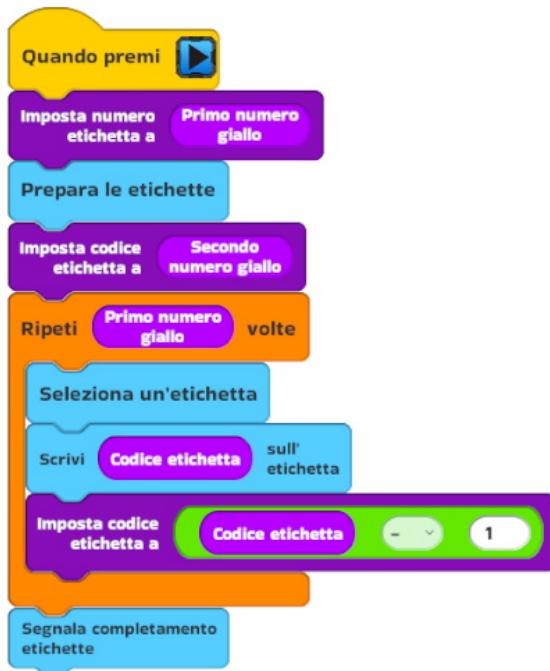 Quando premi
Imposta numero
etichetta a
Primo numero
giallo
Prepara le etichette
Imposta codice
etichetta a
Secondo
numero giallo
Ripeti
Primo numero
giallo
volte
Seleziona un'etichetta
Scrivi
Codice etichetta
sull'
etichetta
Imposta codice
etichetta a
Codice etichetta
-
1
Segnala completamento
etichette